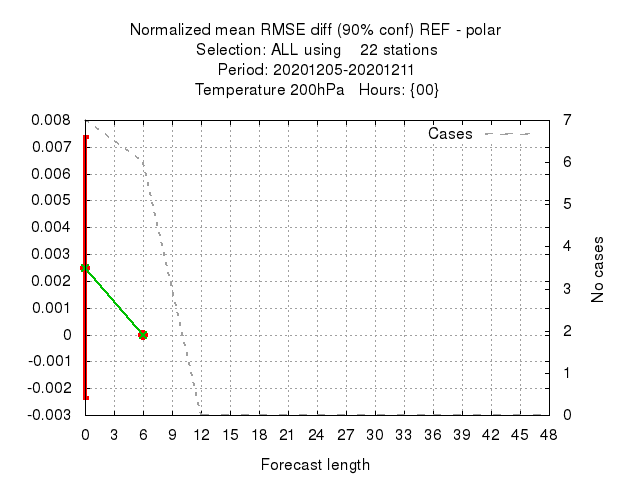 Normalized mean RMSE diff (90% conf) REF - polar
Selection: ALL using    22 stations
Period: 20201205-20201211
Temperature 200hPa   Hours: {00}
Cases
0.008
0.007
0.006
0.005
0.004
0.003
0.002
0.001
0
-0.001
-0.002
-0.003
7
6
5
4
3
2
1
0
No cases
0 3 6 9 12 15 18 21 24 27 30 33 36 39 42 45 48
Forecast length